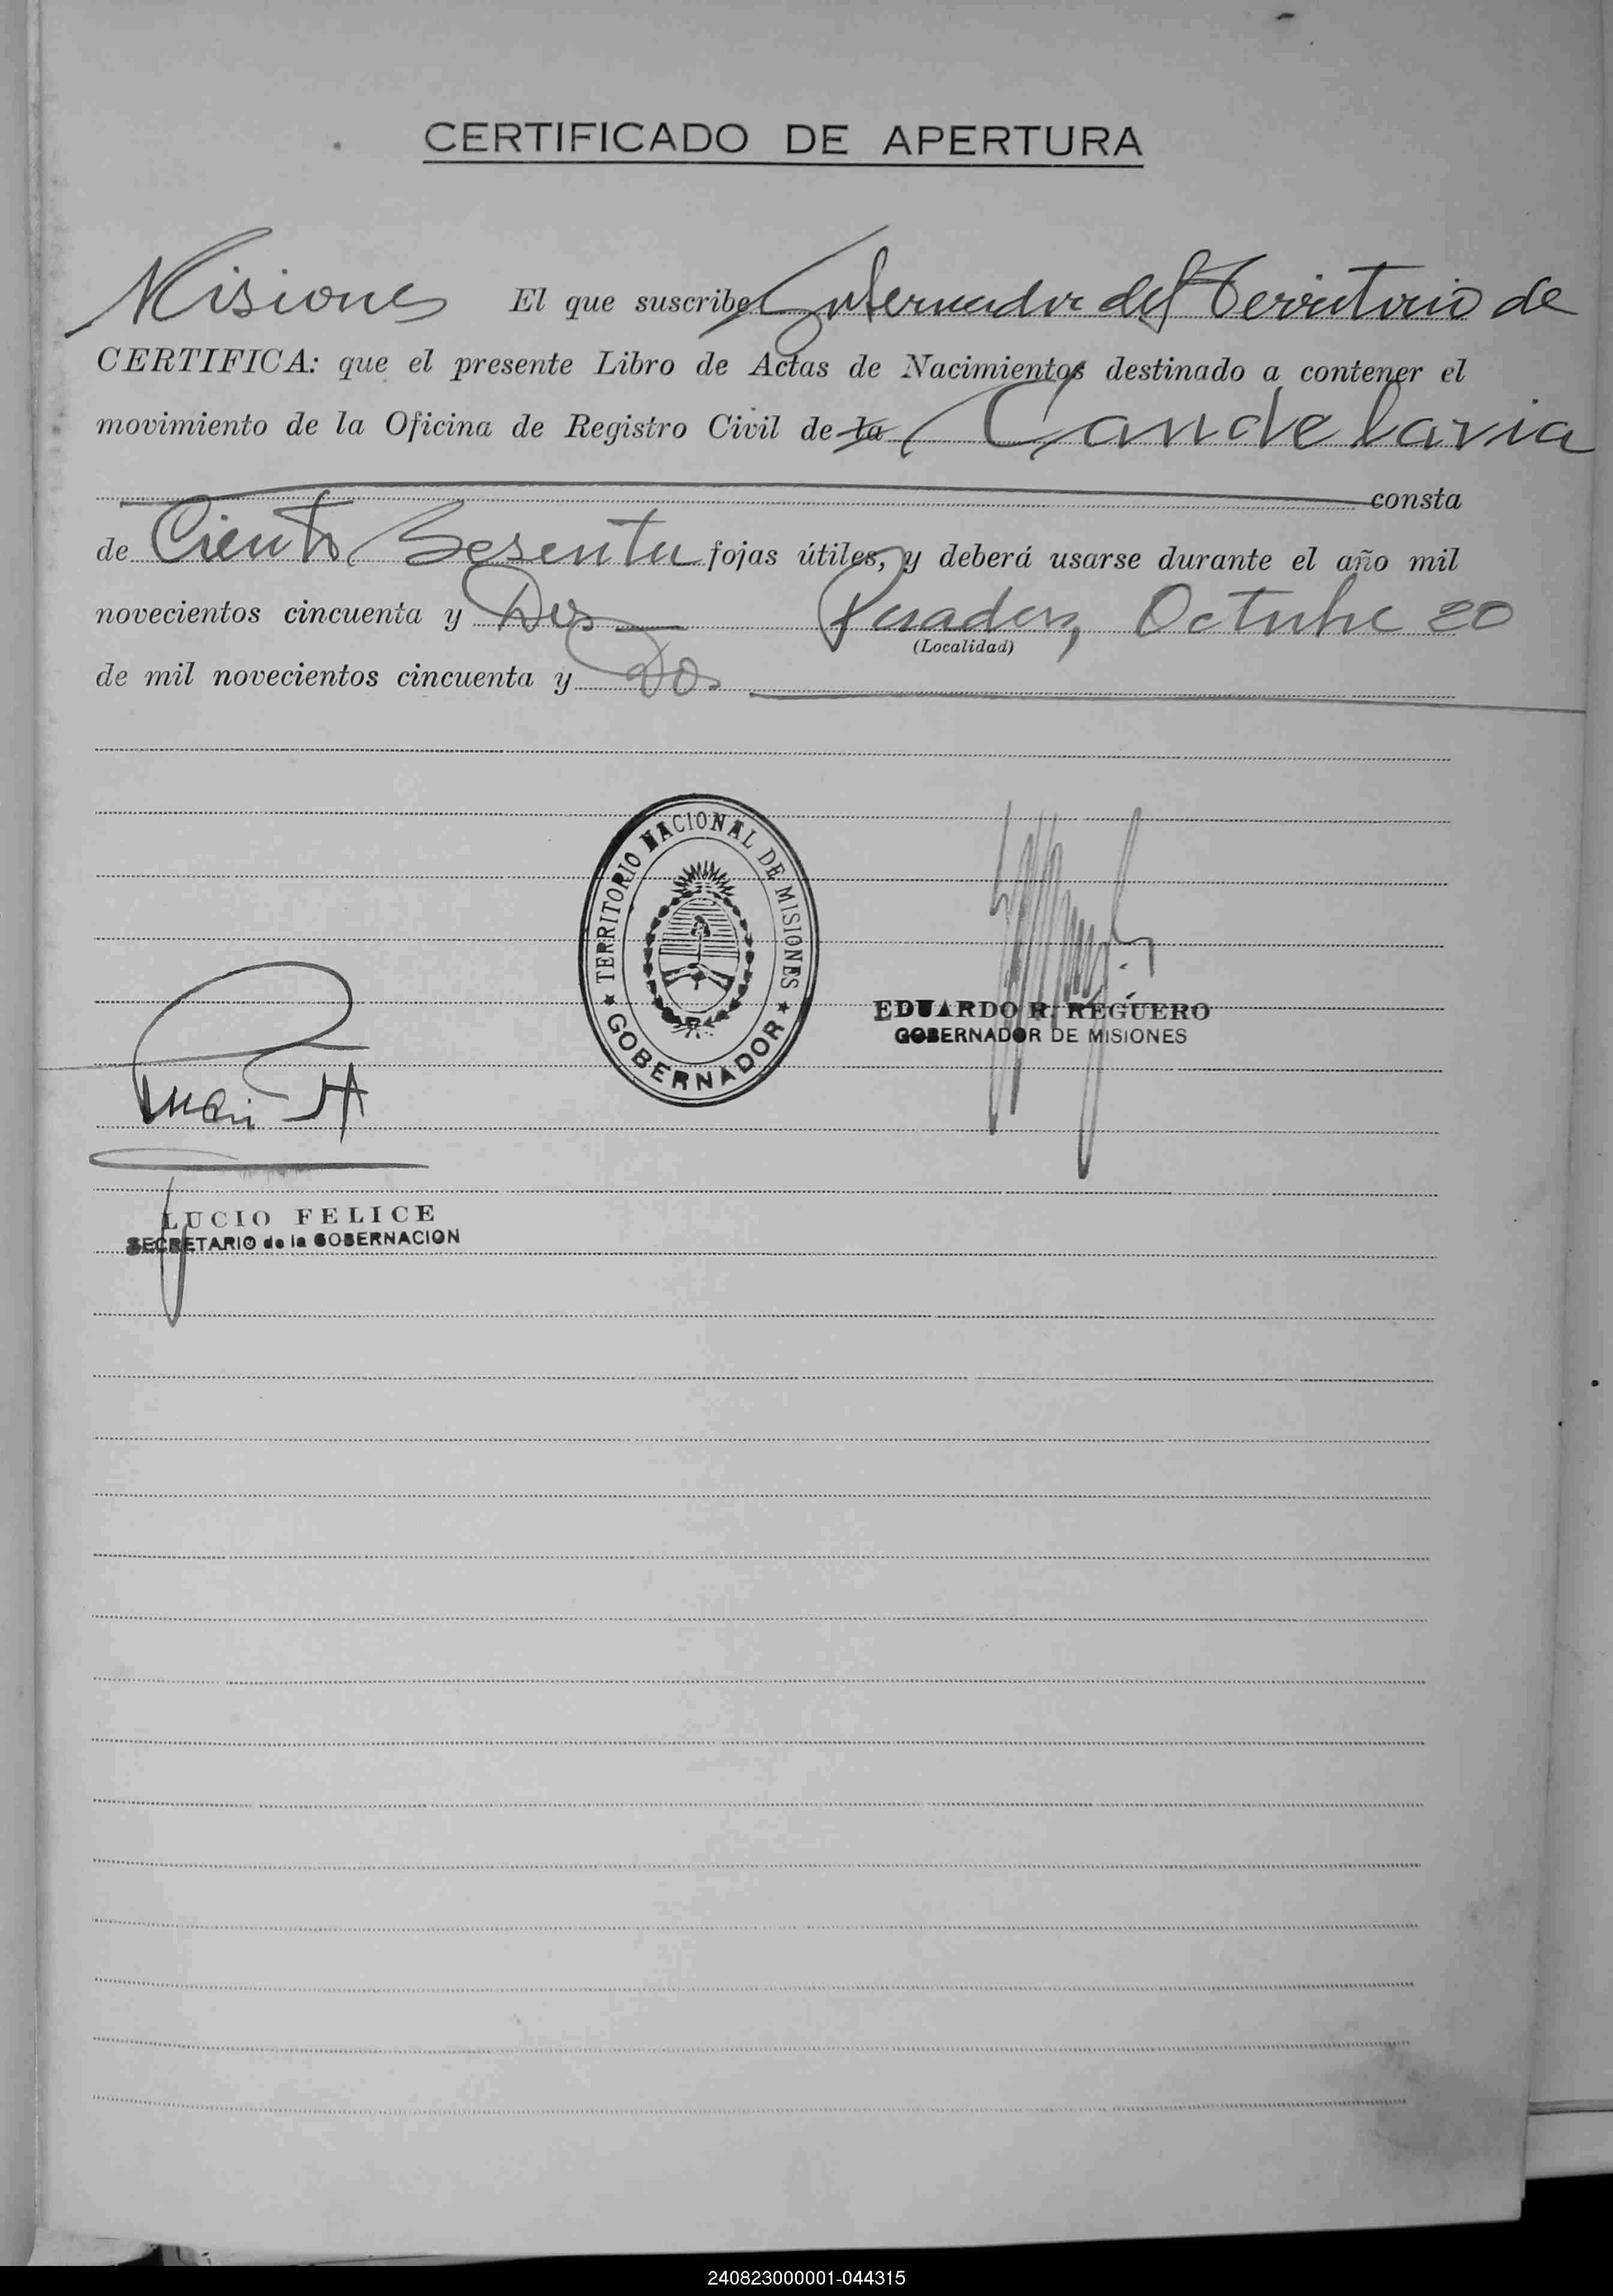 CERTIFICADO DE APERTURA
Misiones El que suscribe Gobernador del Territorio de
CERTIFICA: que el presente Libro de Actas de Nacimientos destinado a contener el
movimiento de la Oficina de Registro Civil de la Candelaria
consta
de Ciento Sesenta fojas útiles, y deberá usarse durante el año mil
novecientos cincuenta y Dos Posadas, Octubre 20
(Localidad)
de mil novecientos cincuenta y Dos
TERRITORIO NACIONAL DE MISIONES
GOBERNADOR
EDUARDO R. REGUERO
GOBERNADOR DE MISIONES
LUCIO FELICE
SECRETARIO de la GOBERNACION
240823000001-044315